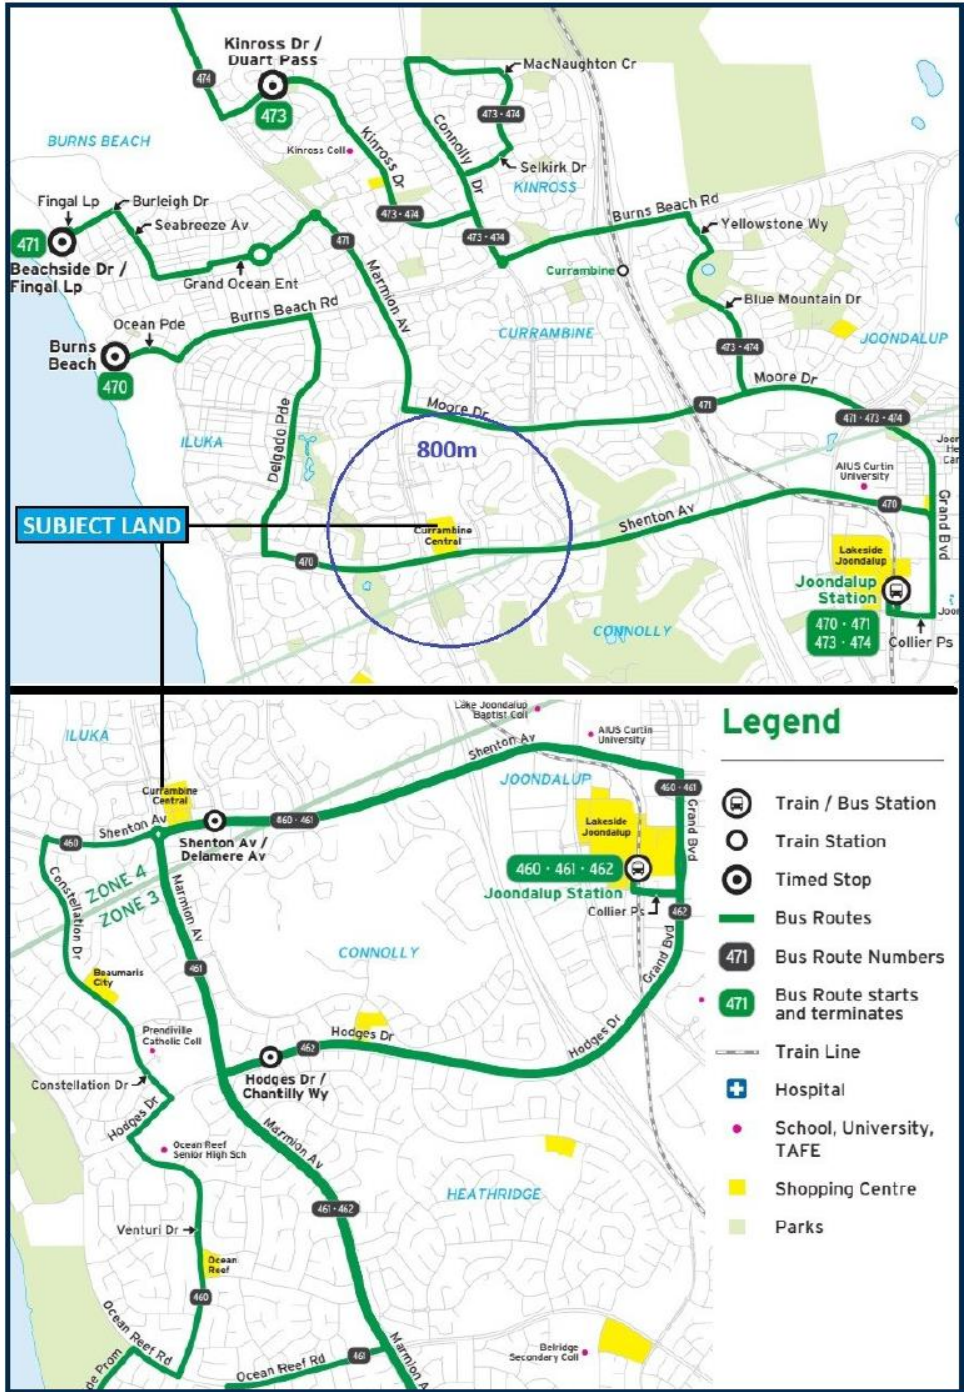 Kinross Dr /
Duart Pass
474
473
MacNaughton Cr
473 - 474
Connolly Dr
Kinross Coll
Kinross Dr
Selkirk Dr
KINROSS
BURNS BEACH
Fingal Lp
Burleigh Dr
Seabreeze Av
473 - 474
473 - 474
Burns Beach Rd
Yellowstone Wy
471
Beachside Dr /
Fingal Lp
471
Grand Ocean Ent
Marmion Av
Currambine
Burns Beach Rd
Blue Mountain Dr
Ocean Pde
Burns
Beach
470
CURRAMBINE
473 - 474
JOONDALUP
Moore Dr
Moore Dr
471
471 - 473 - 474
Delgado Pde
ILUKA
800m
AIUS Curtin
University
SUBJECT LAND
Currambine
Central
Shenton Av
470
Grand Bvd
470
Lakeside
Joondalup
Joondalup
Station
470 · 471
473 · 474
CONNOLLY
Collier Ps
Lake Joondalup
Baptist Coll
AIUS Curtin
University
ILUKA
Shenton Av
JOONDALUP
Currambine
Central
Shenton Av
460
460 - 461
460 - 461
Shenton Av /
Delamere Av
Lakeside
Joondalup
Grand Bvd
ZONE 4
ZONE 3
460 · 461 · 462
Joondalup Station
Collier Ps
462
Constellation Dr
Marmion Av
461
CONNOLLY
Grand Bvd
Beaumaris
City
Prendiville
Catholic Coll
Hodges Dr
462
Hodges Dr
Constellation Dr
Hodges Dr /
Chantilly Wy
Hodges Dr
Marmion Av
Ocean Reef
Senior High Sch
HEATHRIDGE
461 - 462
Venturi Dr
Ocean
Reef
460
Ocean Reef Rd
de Prom
Ocean Reef Rd
461
Marmion A
Belridge
Secondary Coll
Legend
Train / Bus Station
Train Station
Timed Stop
Bus Routes
471
Bus Route Numbers
471
Bus Route starts
and terminates
Train Line
Hospital
School, University,
TAFE
Shopping Centre
Parks